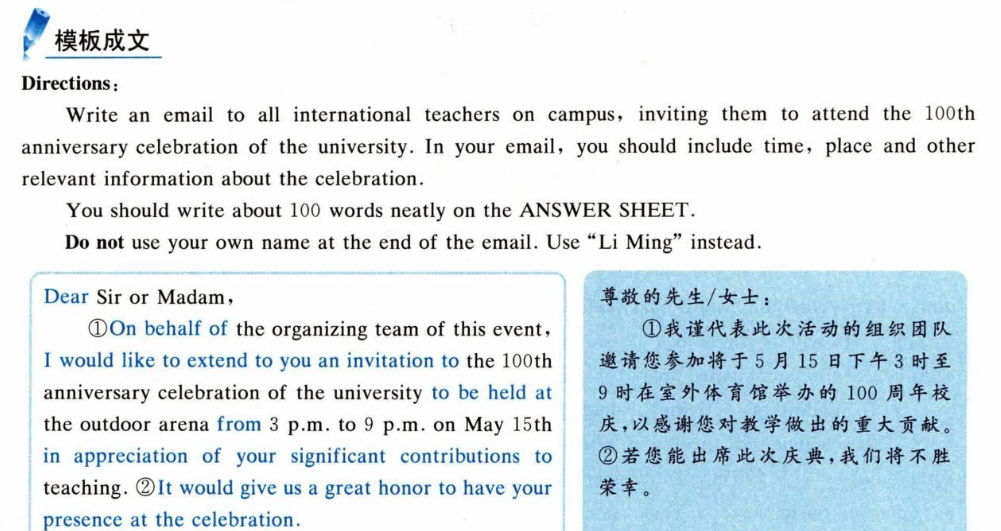 模板成文
Directions：
Write an email to all international teachers on campus, inviting them to attend the 100th
anniversary celebration of the university. In your email, you should include time, place and other
relevant information about the celebration.
You should write about 100 words neatly on the ANSWER SHEET.
Do not use your own name at the end of the email. Use “Li Ming” instead.
Dear Sir or Madam,
①On behalf of the organizing team of this event,
I would like to extend to you an invitation to the 100th
anniversary celebration of the university to be held at
the outdoor arena from 3 p.m. to 9 p.m. on May 15th
in appreciation of your significant contributions to
teaching. ②It would give us a great honor to have your
presence at the celebration.
尊敬的先生/女士：
①我谨代表此次活动的组织团队
邀请您参加将于 5 月 15 日下午 3 时至
9 时在室外体育馆举办的 100 周年校
庆，以感谢您对教学做出的重大贡献。
②若您能出席此次庆典，我们将不胜
荣幸。